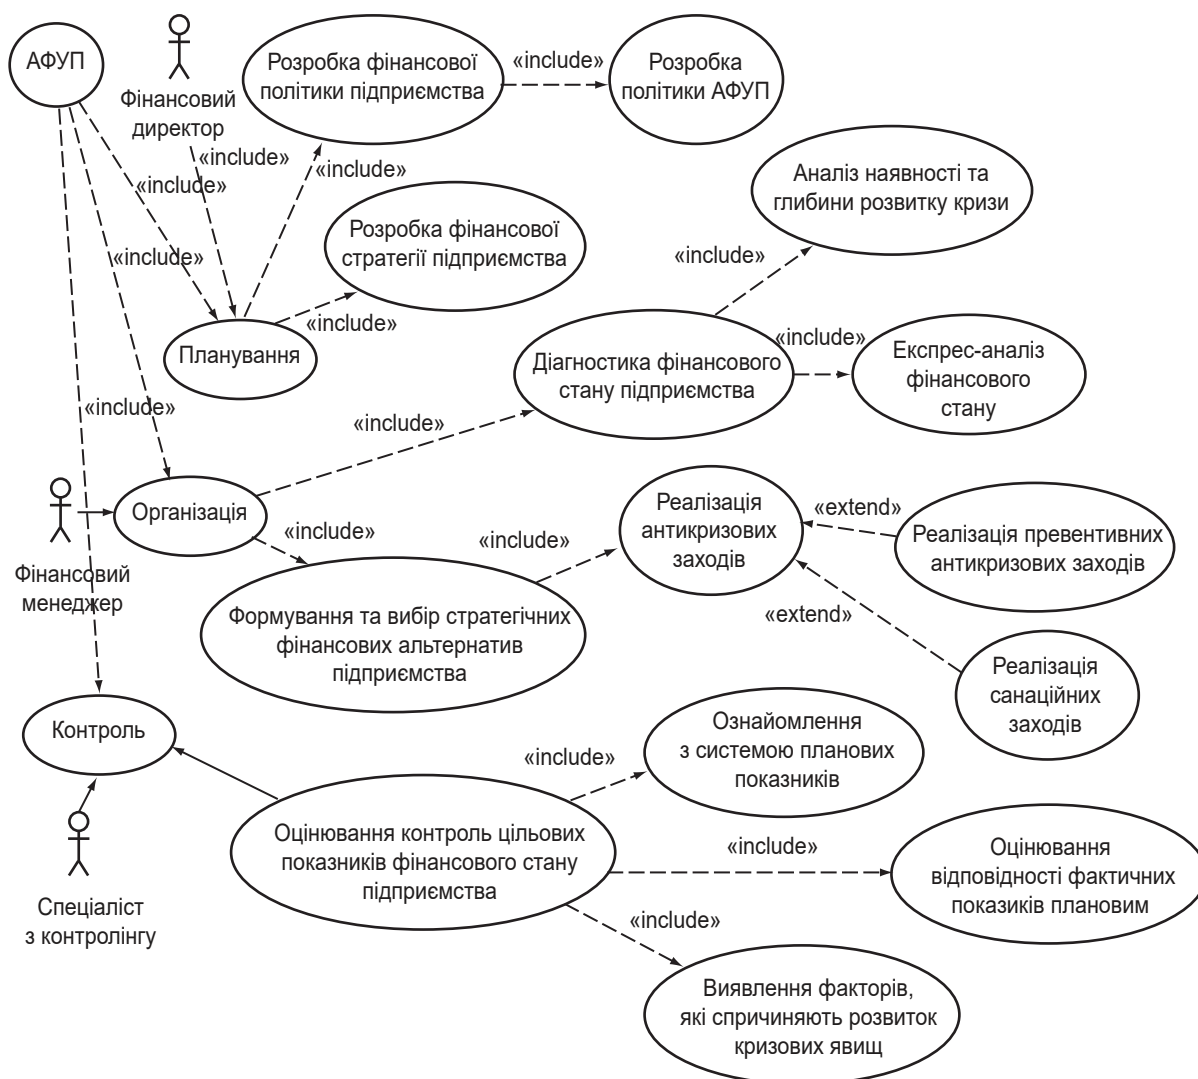 АФУП
Фінансовий
директор
Розробка фінансової
політики підприємства
«include»
Розробка
політики АФУП
«include»
«include»
«include»
Аналіз наявності та
глибини розвитку кризи
Розробка фінансової
стратегії підприємства
«include»
«include»
«include»
Планування
Діагностика фінансового
стану підприємства
«include»
Експрес-аналіз
фінансового
стану
«include»
«include»
Організація
«include»
«include»
Реалізація
антикризових
заходів
«extend»
Реалізація превентивних
антикризових заходів
Фінансовий
менеджер
Формування та вибір стратегічних
фінансових альтернатив
підприємства
«extend»
Реалізація
санаційних
заходів
Контроль
«include»
Ознайомлення
з системою планових
показників
Оцінювання контроль цільових
показників фінансового стану
підприємства
«include»
Оцінювання
відповідності фактичних
показиків плановим
Спеціаліст
з контролінгу
«include»
Виявлення факторів,
які спричиняють розвиток
кризових явищ